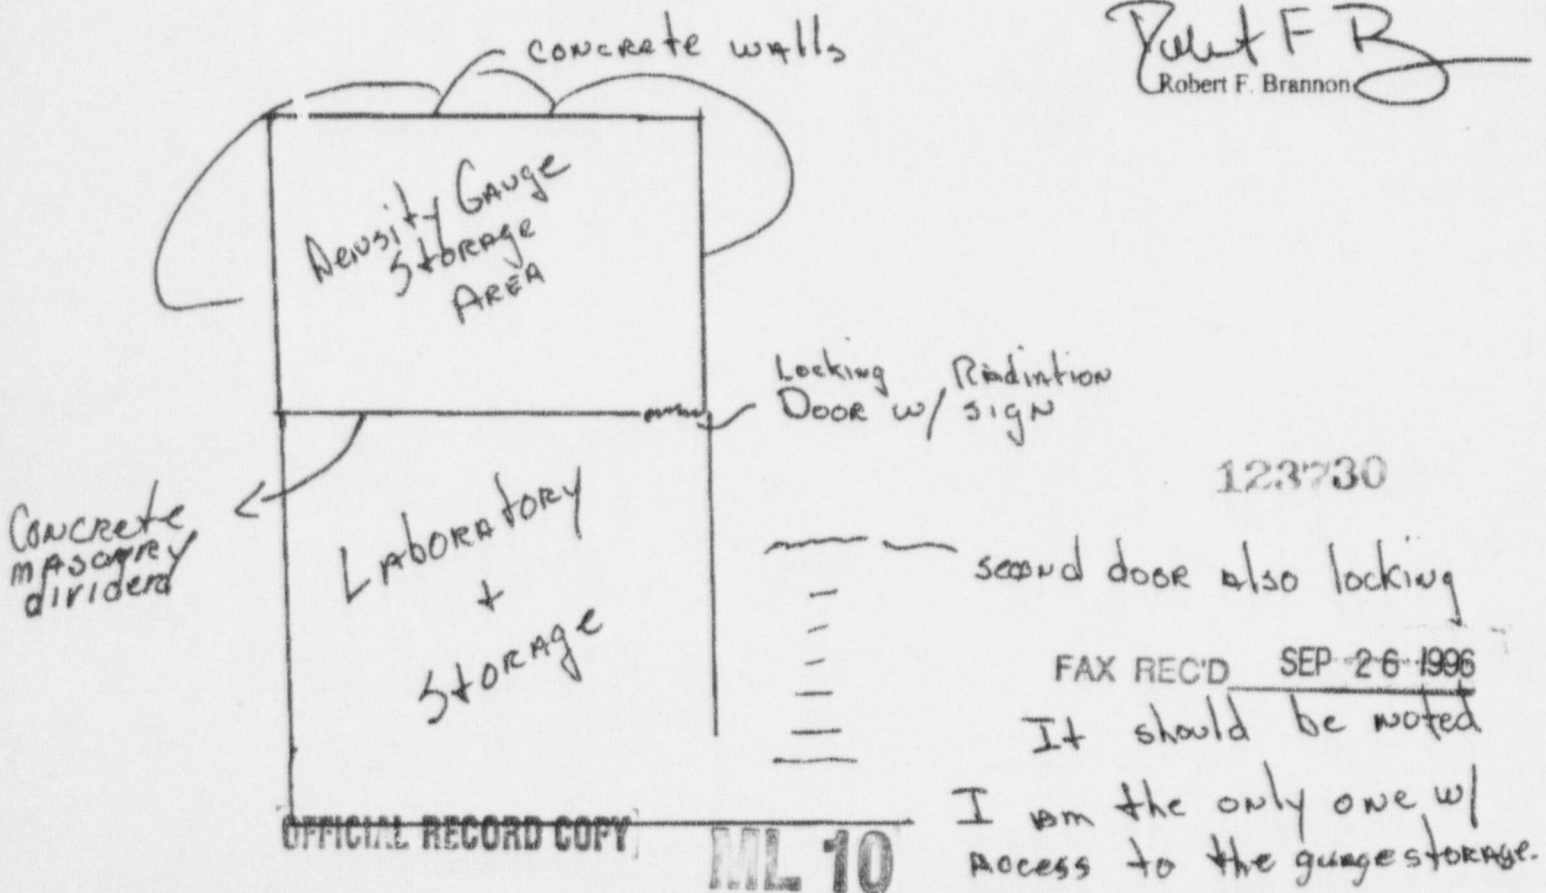 CONCRETE WALLS
Robert F. Brannon
Density Gauge
Storage
Area
Locking Radiation
Door w/ sign
123730
Concrete
masonry
divider
Laboratory
+
Storage
second door also locking
FAX REC'D SEP 26 1996
It should be noted
I am the only one w/
access to the guage storage.
OFFICIAL RECORD COPY
ML 10